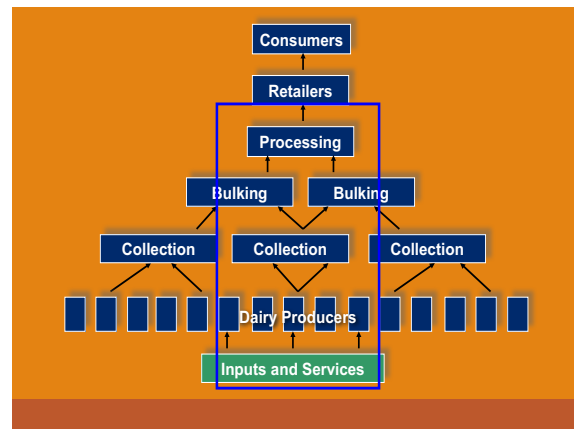 Consumers
Retailers
Processing
Bulking Bulking
Collection Collection Collection
Dairy Producers
Inputs and Services